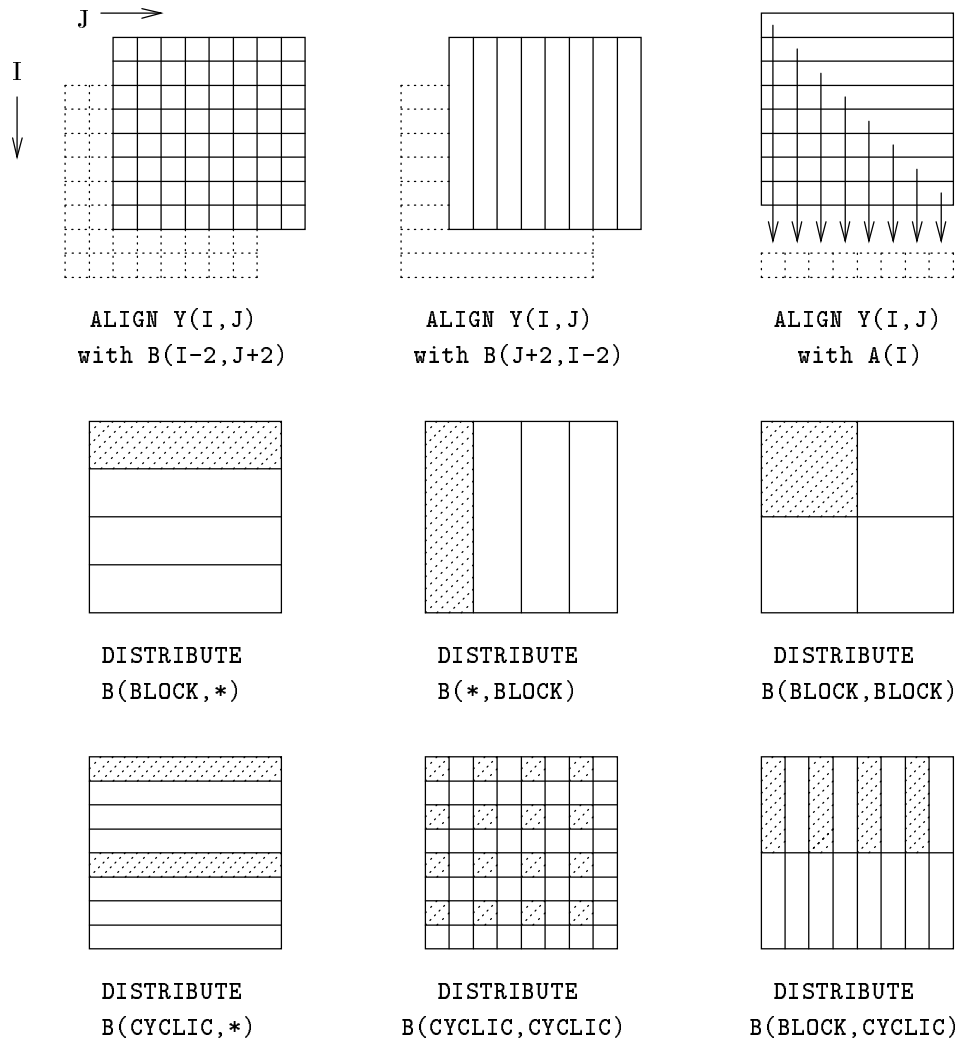 J
I
ALIGN Y(I,J)
with B(I-2,J+2)
ALIGN Y(I,J)
with B(J+2,I-2)
ALIGN Y(I,J)
with A(I)
DISTRIBUTE
B(BLOCK,*)
DISTRIBUTE
B(*,BLOCK)
DISTRIBUTE
B(BLOCK,BLOCK)
DISTRIBUTE
B(CYCLIC,*)
DISTRIBUTE
B(CYCLIC,CYCLIC)
DISTRIBUTE
B(BLOCK,CYCLIC)